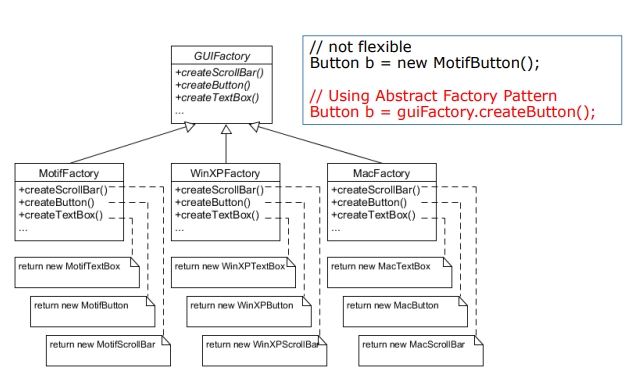 GUIFactory
+createScrollBar()
+createButton()
+createTextBox()
...
// not flexible
Button b = new MotifButton();
// Using Abstract Factory Pattern
Button b = guiFactory.createButton();
MotifFactory
+createScrollBar()
+createButton()
+createTextBox()
...
WinXPFactory
+createScrollBar()
+createButton()
+createTextBox()
...
MacFactory
+createScrollBar()
+createButton()
+createTextBox()
...
return new MotifTextBox
return new WinXPTextBox
return new MacTextBox
return new MotifButton
return new WinXPButton
return new MacButton
return new MotifScrollBar
return new WinXPScrollBar
return new MacScrollBar